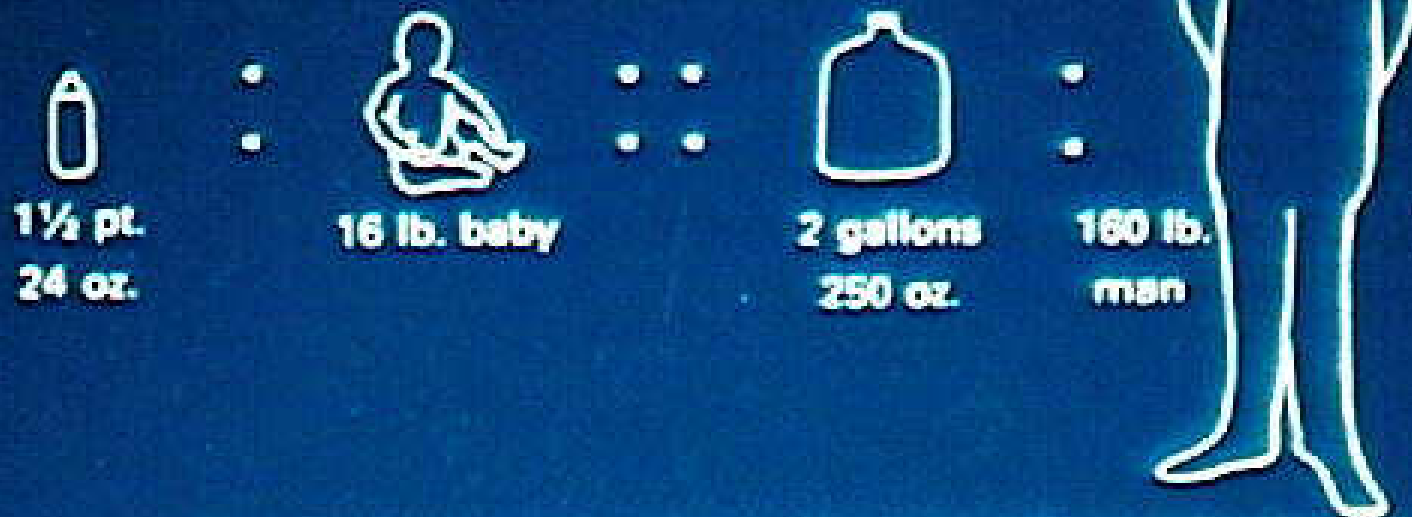 1½ pt.
24 oz.
16 lb. baby
2 gallons
250 oz.
160 lb.
man